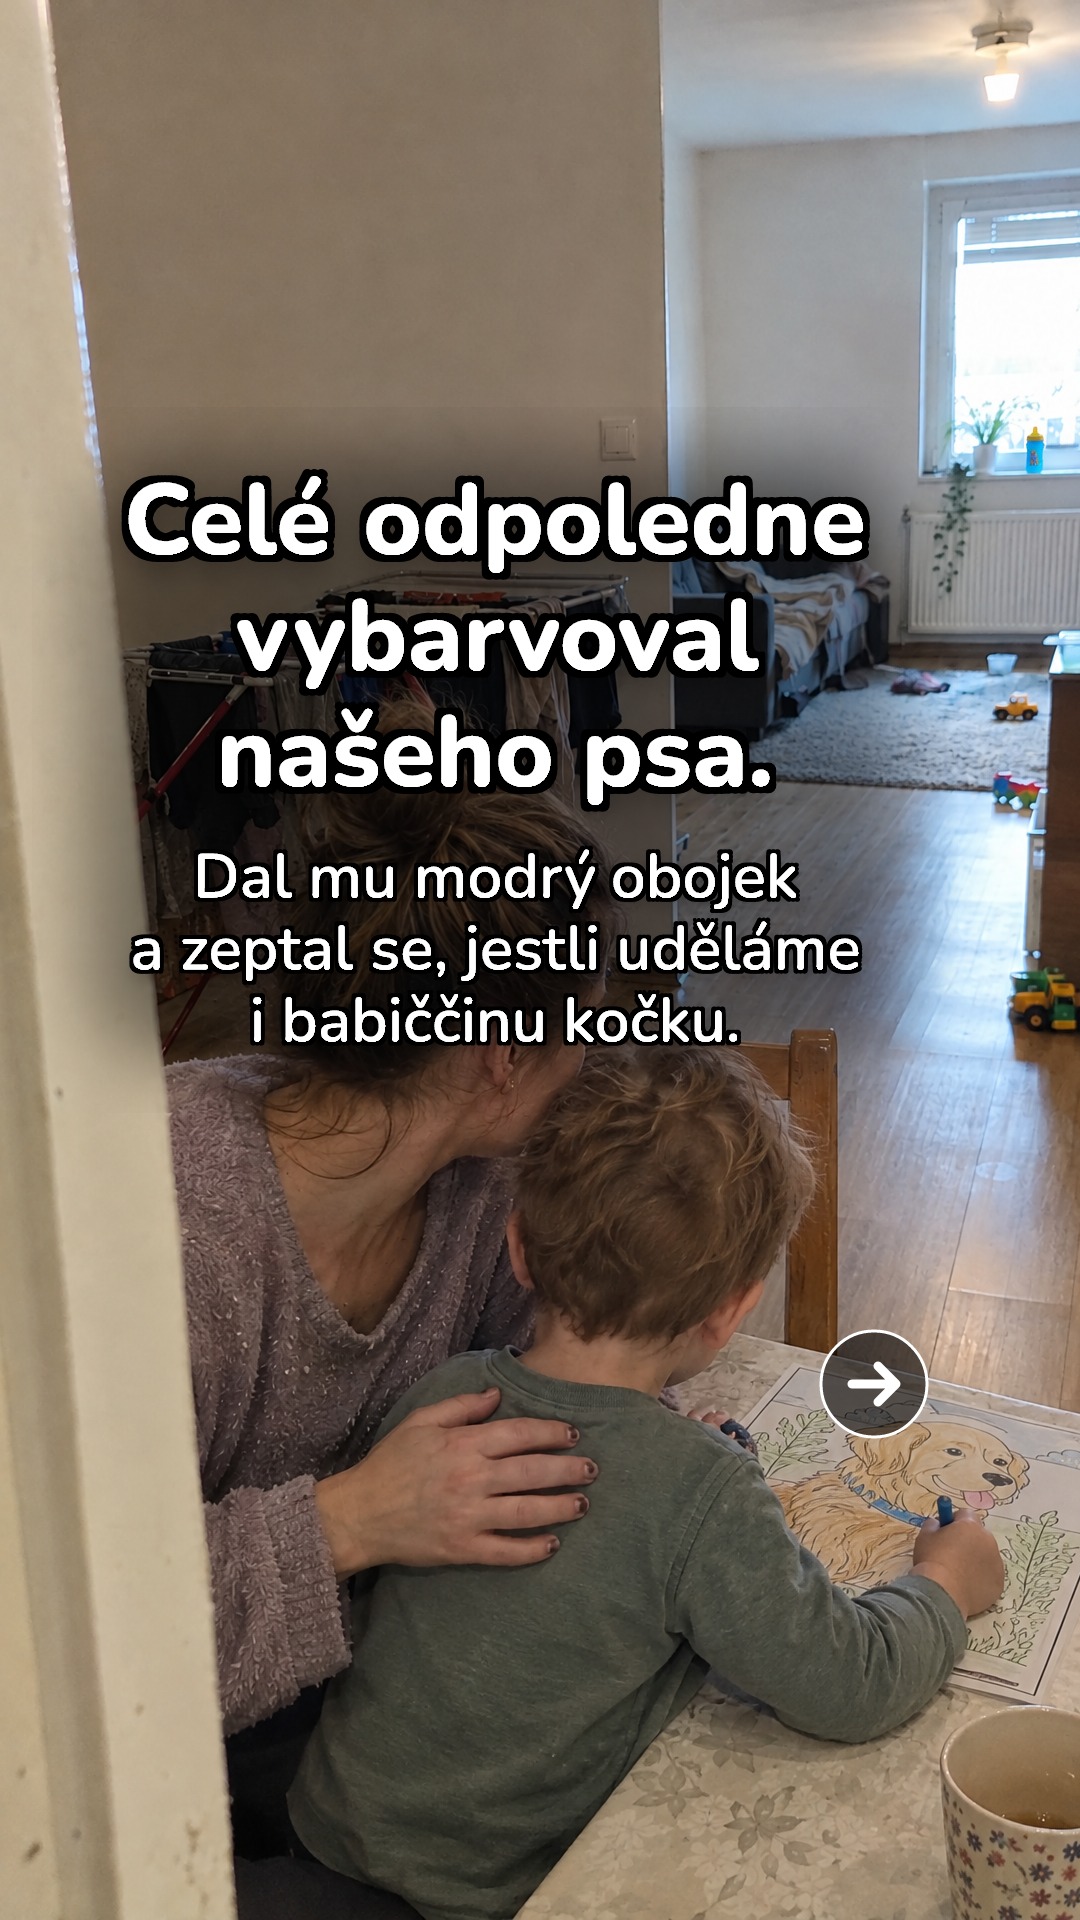 Celé odpoledne
vybarvoval
našeho psa.
Dal mu modrý obojek
a zeptal se, jestli uděláme
i babiččinu kočku.